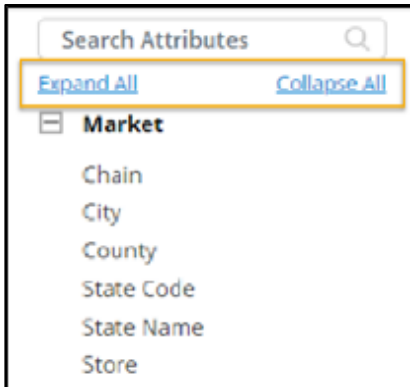 Search Attributes
Expand All Collapse All
Market
Chain
City
County
State Code
State Name
Store